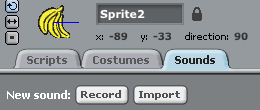 Sprite2
x: -89 y: -33 direction: 90
Scripts Costumes Sounds
New sound: Record Import